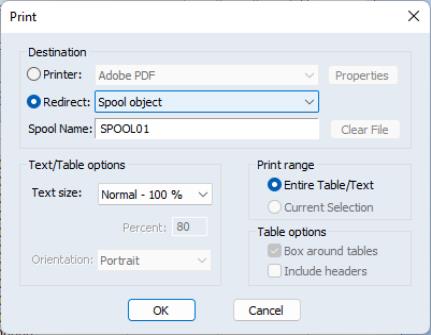 Print
Destination
Printer: Adobe PDF Properties
Redirect: Spool object
Spool Name: SPOOL01 Clear File
Text/Table options
Text size: Normal - 100 %
Percent: 80
Orientation: Portrait
Print range
Entire Table/Text
Current Selection
Table options
Box around tables
Include headers
OK Cancel